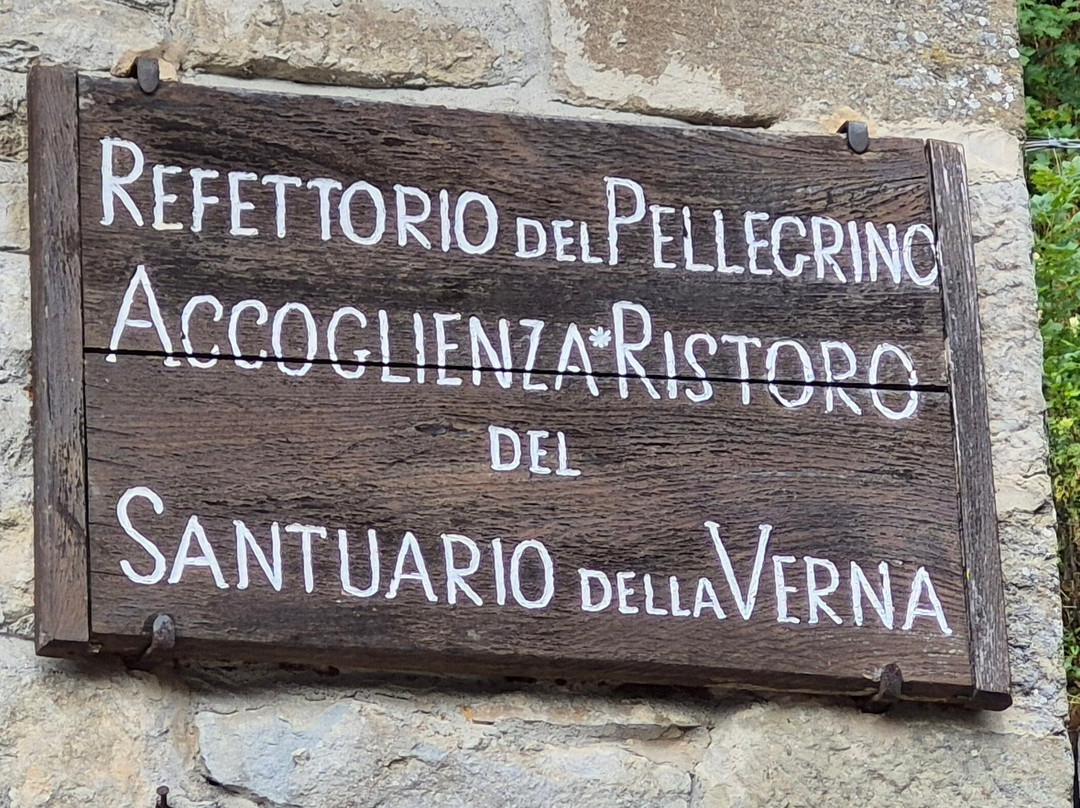 REFETTORIO DEL PELLEGRINO
ACCOGLIENZA*RISTORO
DEL
SANTUARIO DELLA VERNA